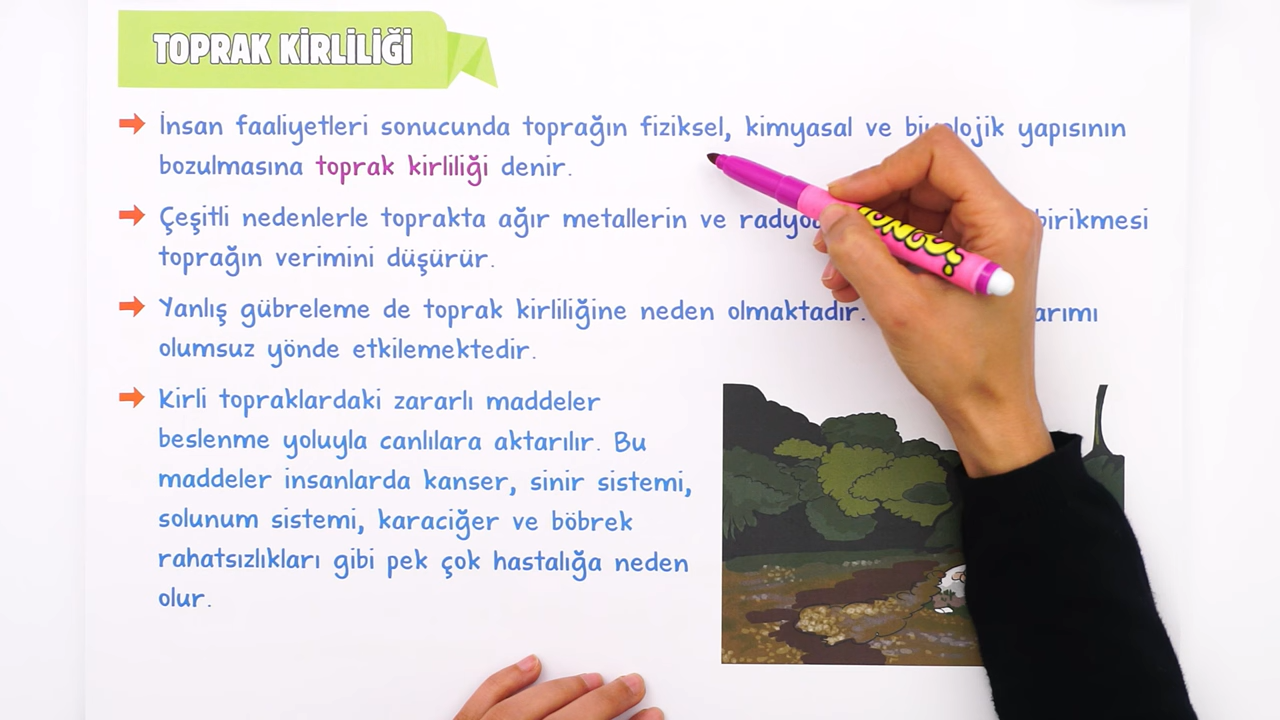 TOPRAK KİRLİLİĞİ
İnsan faaliyetleri sonucunda toprağın fiziksel, kimyasal ve biyolojik yapısının
bozulmasına toprak kirliliği denir.
Çeşitli nedenlerle toprakta ağır metallerin ve birikmesi
toprağın verimini düşürür.
Yanlış gübreleme de toprak kirliliğine neden olmaktadır.
olumsuz yönde etkilemektedir.
Kirli topraklardaki zararlı maddeler
beslenme yoluyla canlılara aktarılır. Bu
maddeler insanlarda kanser, sinir sistemi,
solunum sistemi, karaciğer ve böbrek
rahatsızlıkları gibi pek çok hastalığa neden
olur.